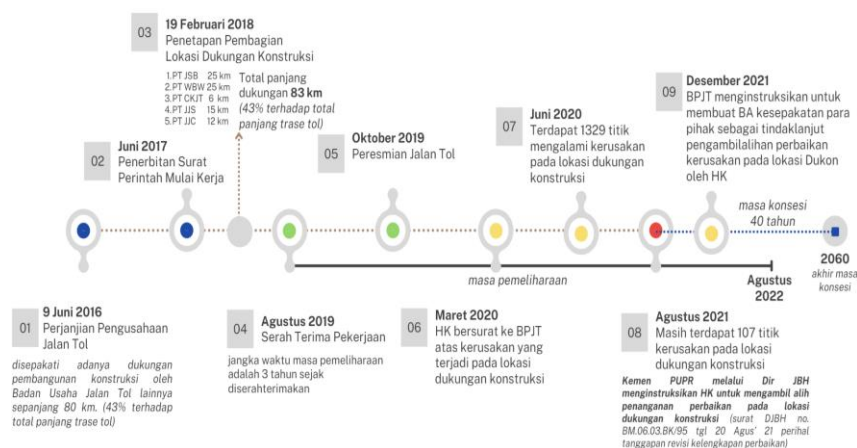 03
19 Februari 2018
Penetapan Pembagian
Lokasi Dukungan Konstruksi
1.PT JSB 25 km
2.PT WBW 25 km
3.PT CKJT 6 km
4.PT JJS 15 km
5.PT JJC 12 km
Total panjang
dukungan 83 km
(43% terhadap total
panjang trase tol)
02
Juni 2017
Penerbitan Surat
Perintah Mulai Kerja
05
Oktober 2019
Peresmian Jalan Tol
07
Juni 2020
Terdapat 1329 titik
mengalami kerusakan
pada lokasi dukungan
konstruksi
09
Desember 2021
BPJT menginstruksikan untuk
membuat BA kesepakatan para
pihak sebagai tindaklanjut
pengambilalihan perbaikan
kerusakan pada lokasi Dukon
oleh HK
masa konsesi
40 tahun
masa pemeliharaan
Agustus
2022
2060
akhir masa
konsesi
01
9 Juni 2016
Perjanjian Pengusahaan
Jalan Tol
disepakati adanya dukungan
pembangunan konstruksi oleh
Badan Usaha Jalan Tol lainnya
sepanjang 80 km. (43% terhadap
total panjang trase tol)
04
Agustus 2019
Serah Terima Pekerjaan
jangka waktu masa pemeliharaan
adalah 3 tahun sejak
diserahterimakan
06
Maret 2020
HK bersurat ke BPJT
atas kerusakan yang
terjadi pada lokasi
dukungan konstruksi
08
Agustus 2021
Masih terdapat 107 titik
kerusakan pada lokasi
dukungan konstruksi
Kemen PUPR melalui Dir JBH
menginstruksikan HK untuk mengambil alih
penanganan perbaikan pada lokasi
dukungan konstruksi (surat DJBH no.
BM.06.03.BK/95 tgl 20 Agus' 21 perihal
tanggapan revisi kelengkapan perbaikan)